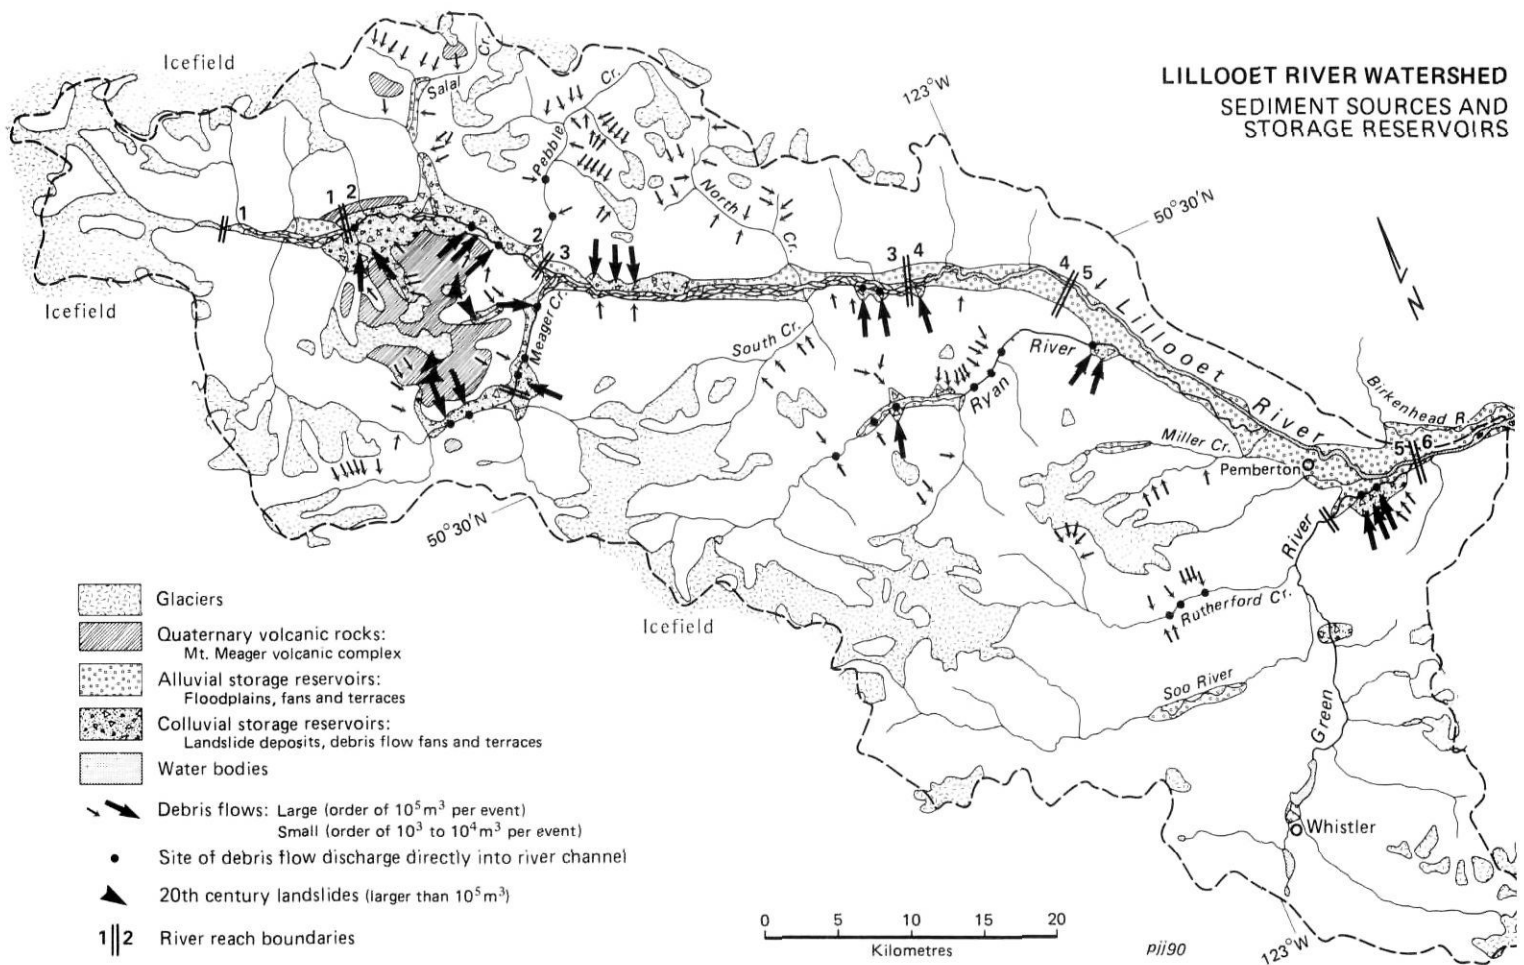 LILLOOET RIVER WATERSHED
SEDIMENT SOURCES AND
STORAGE RESERVOIRS
Icefield
Icefield
Icefield
Salal
Cr.
Pebble
Cr.
North
Cr.
123°W
50°30'N
N
1
1 2
2
3
3 4
4
5
5 6
Meager Cr.
South Cr.
Ryan
River
Lillooet
River
Birkenhead R.
Miller Cr.
Pemberton
River
Green
Rutherford Cr.
Soo River
Whistler
50°30'N
123°W
Glaciers
Quaternary volcanic rocks:
Mt. Meager volcanic complex
Alluvial storage reservoirs:
Floodplains, fans and terraces
Colluvial storage reservoirs:
Landslide deposits, debris flow fans and terraces
Water bodies
Debris flows: Large (order of 10⁵m³ per event)
Small (order of 10³ to 10⁴m³ per event)
Site of debris flow discharge directly into river channel
20th century landslides (larger than 10⁵m³)
1 2 River reach boundaries
0 5 10 15 20
Kilometres
pjj90